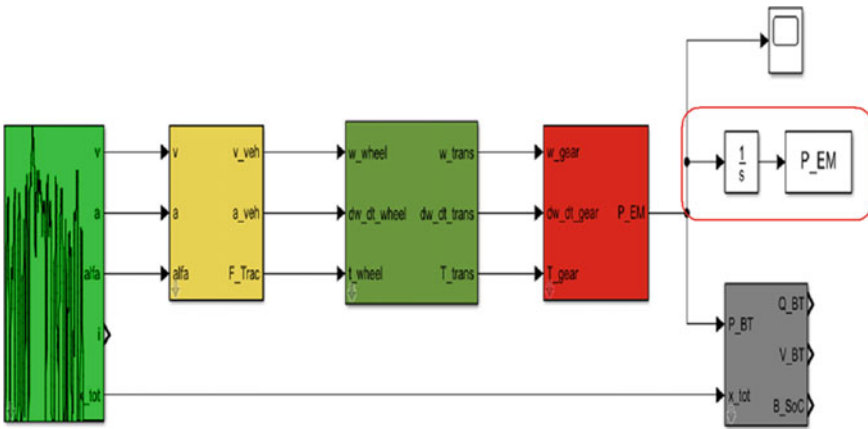 v
a
alfa
i
x_tot
v
a
alfa
v_veh
a_veh
F_Trac
w_wheel
dw_dt_wheel
t_wheel
w_trans
dw_dt_trans
T_trans
w_gear
dw_dt_gear
T_gear
P_EM
1
s
P_EM
P_BT
x_tot
Q_BT
V_BT
B_SoC